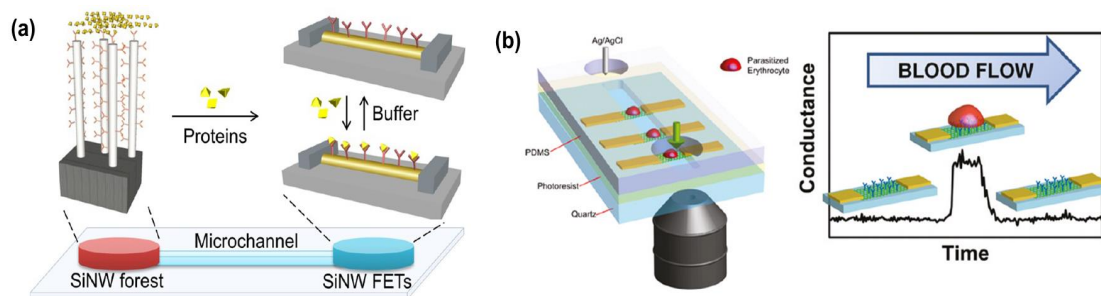 (a)
Proteins
Buffer
Microchannel
SiNW forest
SiNW FETs
(b)
Ag/AgCl
Parasitized
Erythrocyte
PDMS
Photoresist
Quartz
BLOOD FLOW
Conductance
Time